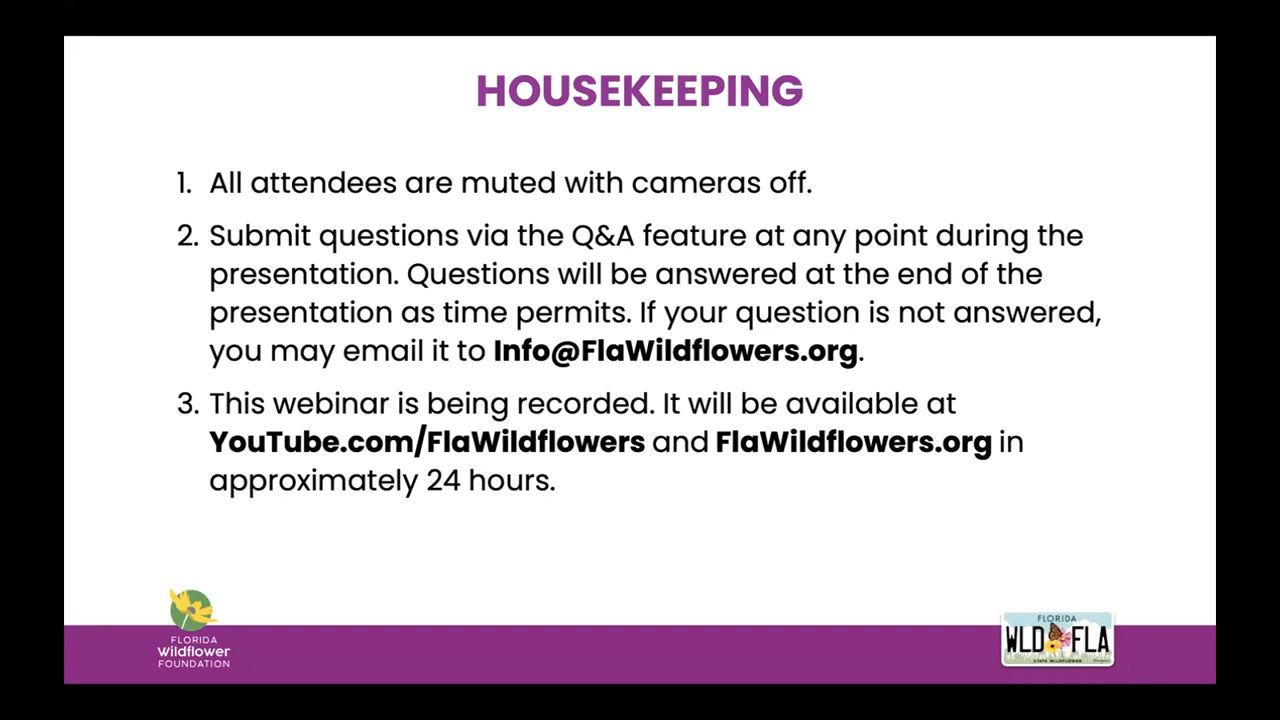 HOUSEKEEPING
1. All attendees are muted with cameras off.
2. Submit questions via the Q&A feature at any point during the
presentation. Questions will be answered at the end of the
presentation as time permits. If your question is not answered,
you may email it to Info@FlaWildflowers.org.
3. This webinar is being recorded. It will be available at
YouTube.com/FlaWildflowers and FlaWildflowers.org in
approximately 24 hours.
FLORIDA
wildflower
FOUNDATION
FLORIDA
WLD FLA
STATE WILDFLOWER